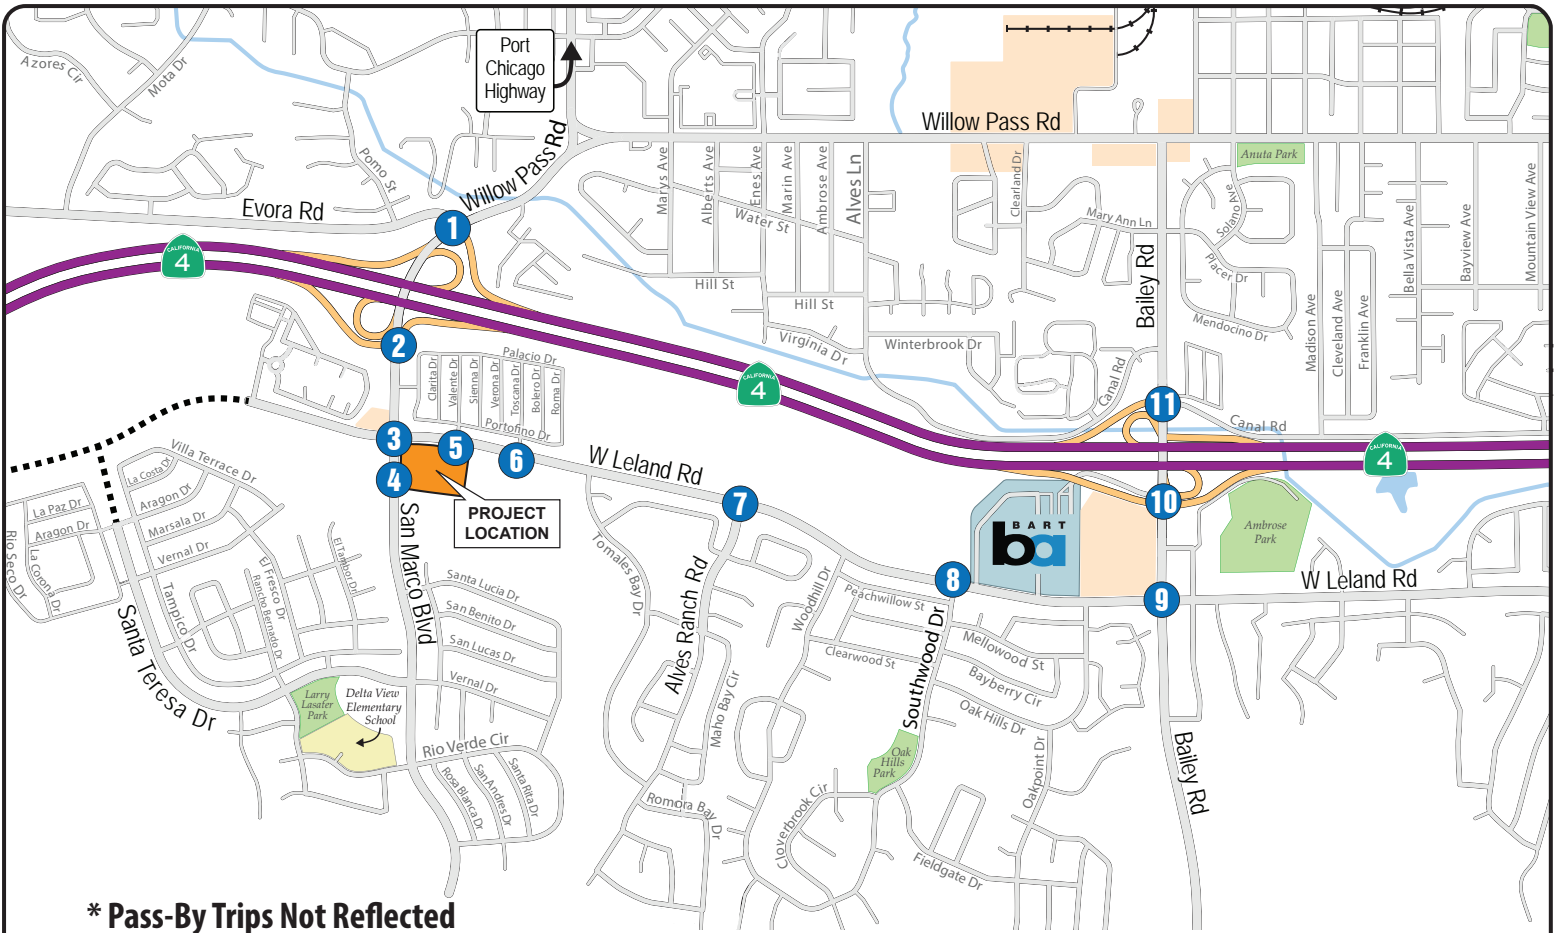 Port
Chicago
Highway
Azores Cir
Mota Dr
Pomo St
Willow Pass Rd
Willow Pass Rd
Evora Rd
Marys Ave
Alberts Ave
Enes Ave
Marin Ave
Ambrose Ave
Alves Ln
Water St
Clearland Dr
Mary Ann Ln
Anuta Park
Solano Ave
Placer Dr
Mendocino Dr
Bailey Rd
Madison Ave
Cleveland Ave
Franklin Ave
Bella Vista Ave
Bayview Ave
Mountain View Ave
1
CALIFORNIA
4
Hill St
Hill St
Virginia Dr
Winterbrook Dr
2
Palacio Dr
Clarita Dr
Valente Dr
Sienna Dr
Verona Dr
Toscana Dr
Bolero Dr
Roma Dr
Portofino Dr
CALIFORNIA
4
Canal Rd
11
Canal Rd
CALIFORNIA
4
3
5
6
4
W Leland Rd
PROJECT
LOCATION
7
10
BART
ba
Ambrose
Park
Villa Terrace Dr
La Costa Dr
Aragon Dr
La Paz Dr
Aragon Dr
Marsala Dr
Vernal Dr
Rio Seco Dr
La Corona Dr
El Fresco Dr
Rancho Bernado Dr
El Tambor Dr
Tampico Dr
Santa Teresa Dr
San Marco Blvd
Santa Lucia Dr
San Benito Dr
San Lucas Dr
Vernal Dr
Tomales Bay Dr
Alves Ranch Rd
Maho Bay Cir
Woodhill Dr
8
9
W Leland Rd
Peachwillow St
Clearwood St
Southwood Dr
Mellowood St
Bayberry Cir
Oak Hills Dr
Oakpoint Dr
Larry
Lasater
Park
Delta View
Elementary
School
Rio Verde Cir
Rosa Blanca Dr
San Andres Dr
Santa Rita Dr
Romora Bay Dr
Cloverbrook Cir
Oak
Hills
Park
Fieldgate Dr
Bailey Rd
* Pass-By Trips Not Reflected